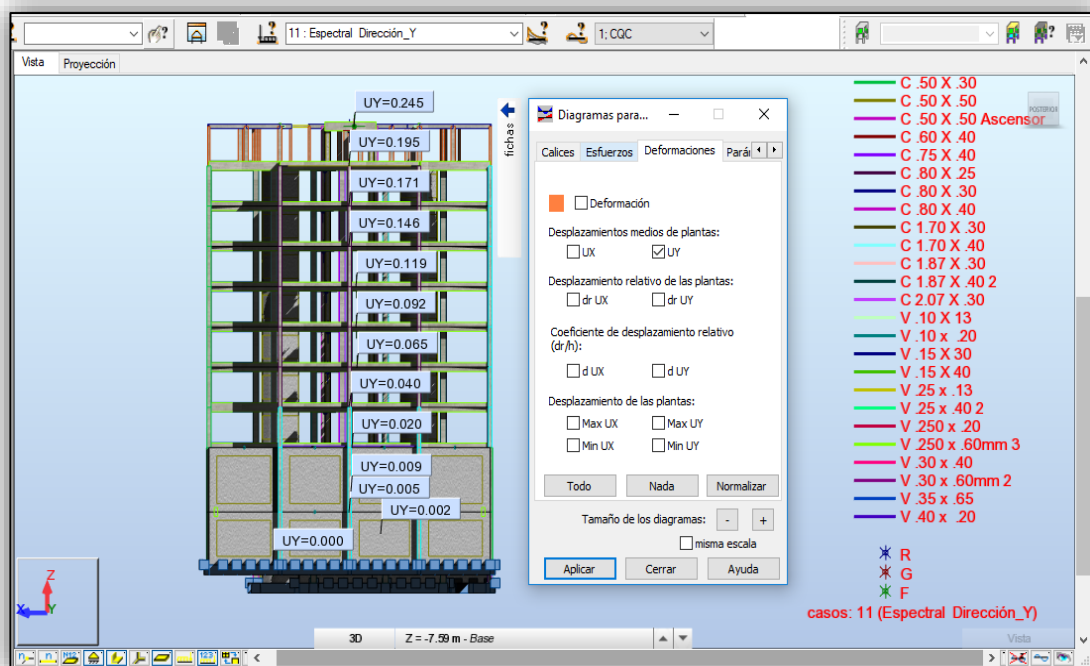 11 : Espectral Dirección_Y
1; CQC
Vista
Proyección
UY=0.245
UY=0.195
UY=0.171
UY=0.146
UY=0.119
UY=0.092
UY=0.065
UY=0.040
UY=0.020
UY=0.009
UY=0.005
UY=0.002
UY=0.000
fichas
Diagramas para...
Calices
Esfuerzos
Deformaciones
Pará
Deformación
Desplazamientos medios de plantas:
UX
UY
Desplazamiento relativo de las plantas:
dr UX
dr UY
Coeficiente de desplazamiento relativo
(dr/h):
d UX
d UY
Desplazamiento de las plantas:
Max UX
Max UY
Min UX
Min UY
Todo
Nada
Normalizar
Tamaño de los diagramas:
-
+
misma escala
Aplicar
Cerrar
Ayuda
C .50 X .30
C .50 X .50
C .50 X .50 Ascensor
C .60 X .40
C .75 X .40
C .80 X .25
C .80 X .30
C .80 X .40
C 1.70 X .30
C 1.70 X .40
C 1.87 X .30
C 1.87 X .40 2
C 2.07 X .30
V .10 X 13
V .10 x .20
V .15 X 30
V .15 X 40
V .25 x .13
V .25 x .40 2
V .250 x .20
V .250 x .60mm 3
V .30 x .40
V .30 x .60mm 2
V .35 x .65
V .40 x .20
R
G
F
casos: 11 (Espectral Dirección_Y)
POSTERIOR
Z
X
Y
3D
Z = -7.59 m - Base
Vista